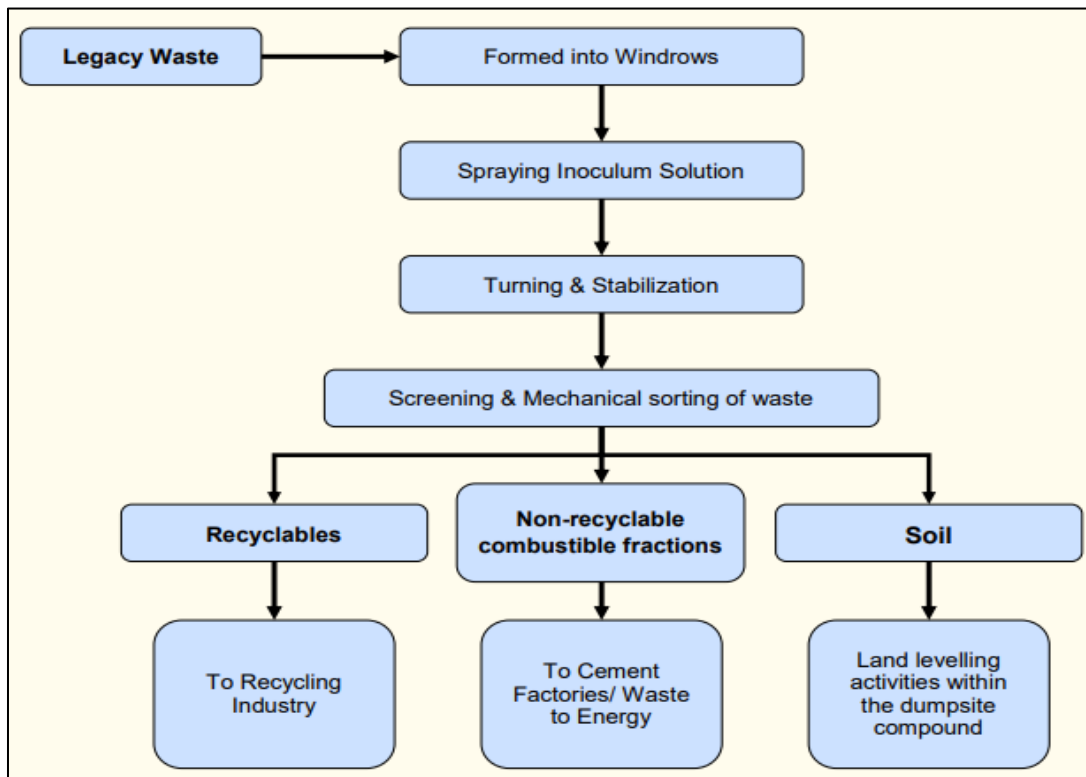 Legacy Waste
Formed into Windrows
Spraying Inoculum Solution
Turning & Stabilization
Screening & Mechanical sorting of waste
Recyclables
Non-recyclable
combustible fractions
Soil
To Recycling
Industry
To Cement
Factories/ Waste
to Energy
Land levelling
activities within
the dumpsite
compound